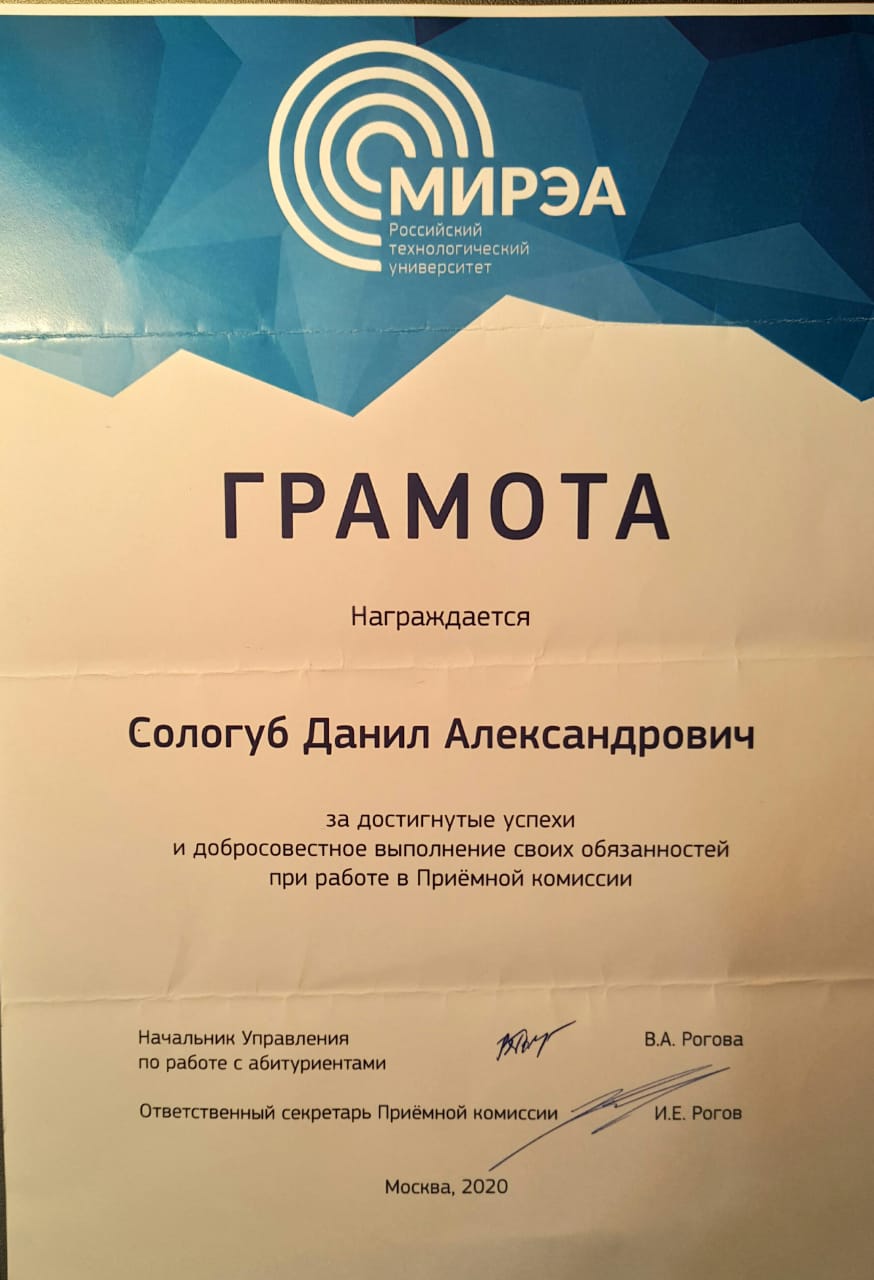 МИРЭА
Российский
технологический
университет
ГРАМОТА
Награждается
Сологуб Данил Александрович
за достигнутые успехи
и добросовестное выполнение своих обязанностей
при работе в Приёмной комиссии
Начальник Управления
по работе с абитуриентами
В.А. Рогова
Ответственный секретарь Приёмной комиссии
И.Е. Рогов
Москва, 2020